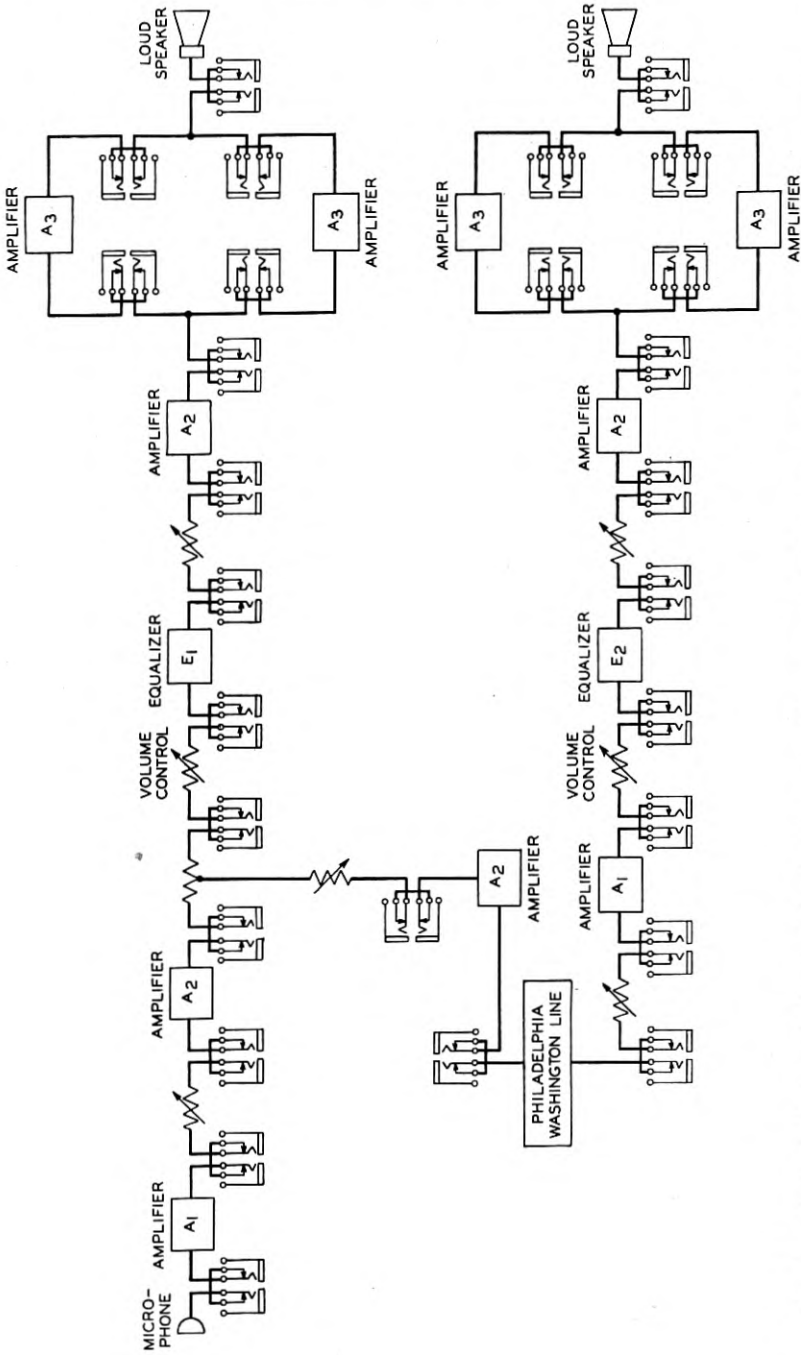 MICRO-
PHONE
AMPLIFIER
A1
AMPLIFIER
A2
VOLUME
CONTROL
EQUALIZER
E1
AMPLIFIER
A2
AMPLIFIER
A3
A3
AMPLIFIER
LOUD
SPEAKER
A2
AMPLIFIER
PHILADELPHIA
WASHINGTON LINE
AMPLIFIER
A1
VOLUME
CONTROL
EQUALIZER
E2
AMPLIFIER
A2
AMPLIFIER
A3
A3
AMPLIFIER
LOUD
SPEAKER